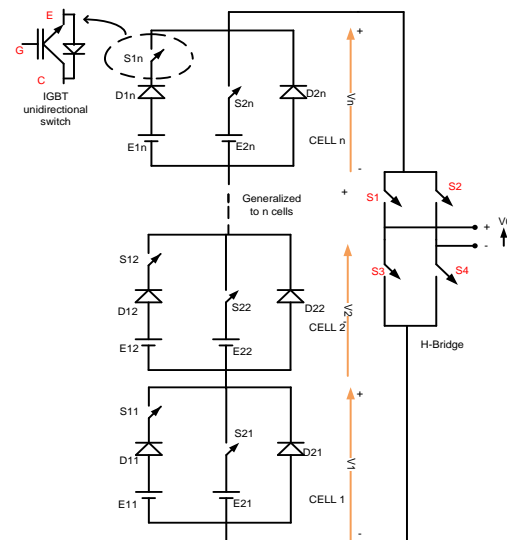 E
G
C
IGBT
unidirectional
switch
S1n
D1n
E1n
S2n
E2n
D2n
CELL n
Vn
+
-
+
Generalized
to n cells
S1
S2
S3
S4
+
-
H-Bridge
S12
D12
E12
S22
E22
D22
CELL 2
V2
S11
D11
E11
S21
E21
D21
CELL 1
V1
+
-